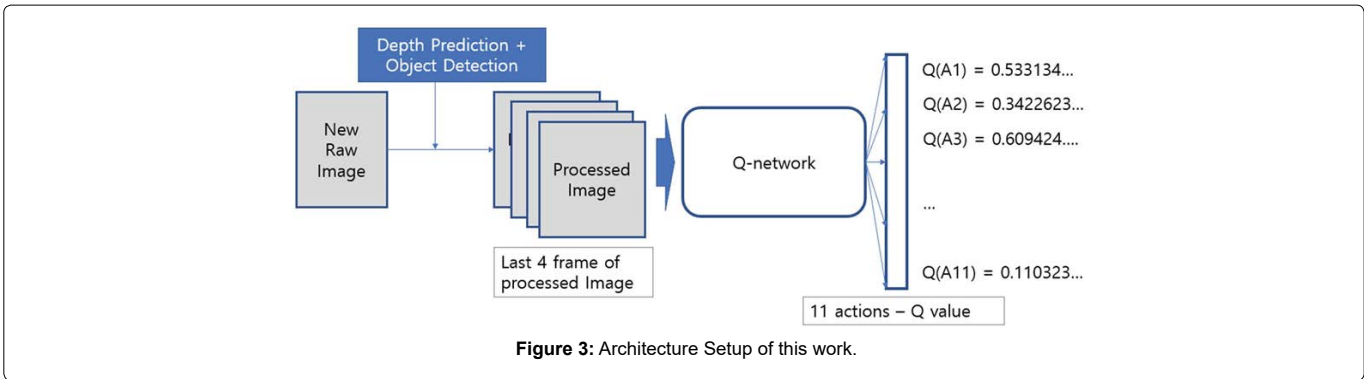 Depth Prediction +
Object Detection
New
Raw
Image
Processed
Image
Last 4 frame of
processed Image
Q-network
Q(A1) = 0.533134...
Q(A2) = 0.3422623...
Q(A3) = 0.609424....
...
Q(A11) = 0.110323...
11 actions – Q value
Figure 3: Architecture Setup of this work.